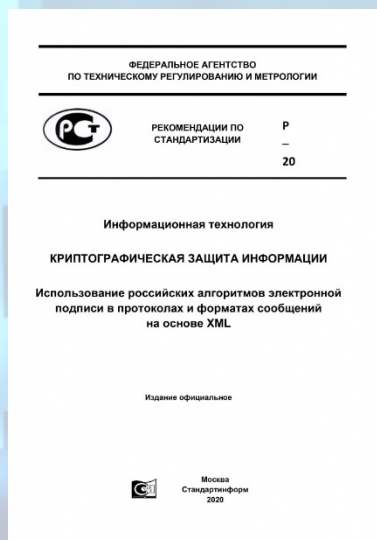 ФЕДЕРАЛЬНОЕ АГЕНТСТВО
ПО ТЕХНИЧЕСКОМУ РЕГУЛИРОВАНИЮ И МЕТРОЛОГИИ
РСТ
РЕКОМЕНДАЦИИ ПО
СТАНДАРТИЗАЦИИ
Р
–
20
Информационная технология
КРИПТОГРАФИЧЕСКАЯ ЗАЩИТА ИНФОРМАЦИИ
Использование российских алгоритмов электронной
подписи в протоколах и форматах сообщений
на основе XML
Издание официальное
Москва
Стандартинформ
2020